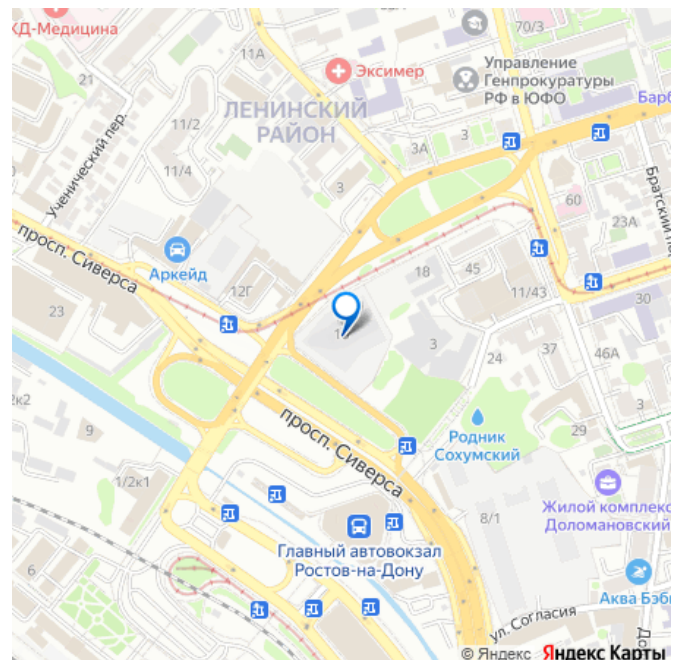 КД-Медицина
70/3
11А
Эксимер
Управление
Генпрокуратуры
РФ в ЮФО
21
ЛЕНИНСКИЙ
РАЙОН
11/2
Ученический пер.
3
3А
11/4
3
60
23А
просп. Сиверса
Аркейд
12Г
18
45
11/43
30
23
3
24
37
46А
2к2
9
просп. Сиверса
Родник
Сохумский
29
3
1/2к1
8/1
Жилой комплекс
Доломановский
Главный автовокзал
Ростов-на-Дону
6
Аква Бэби
ул. Согласия
© Яндекс Яндекс Карты